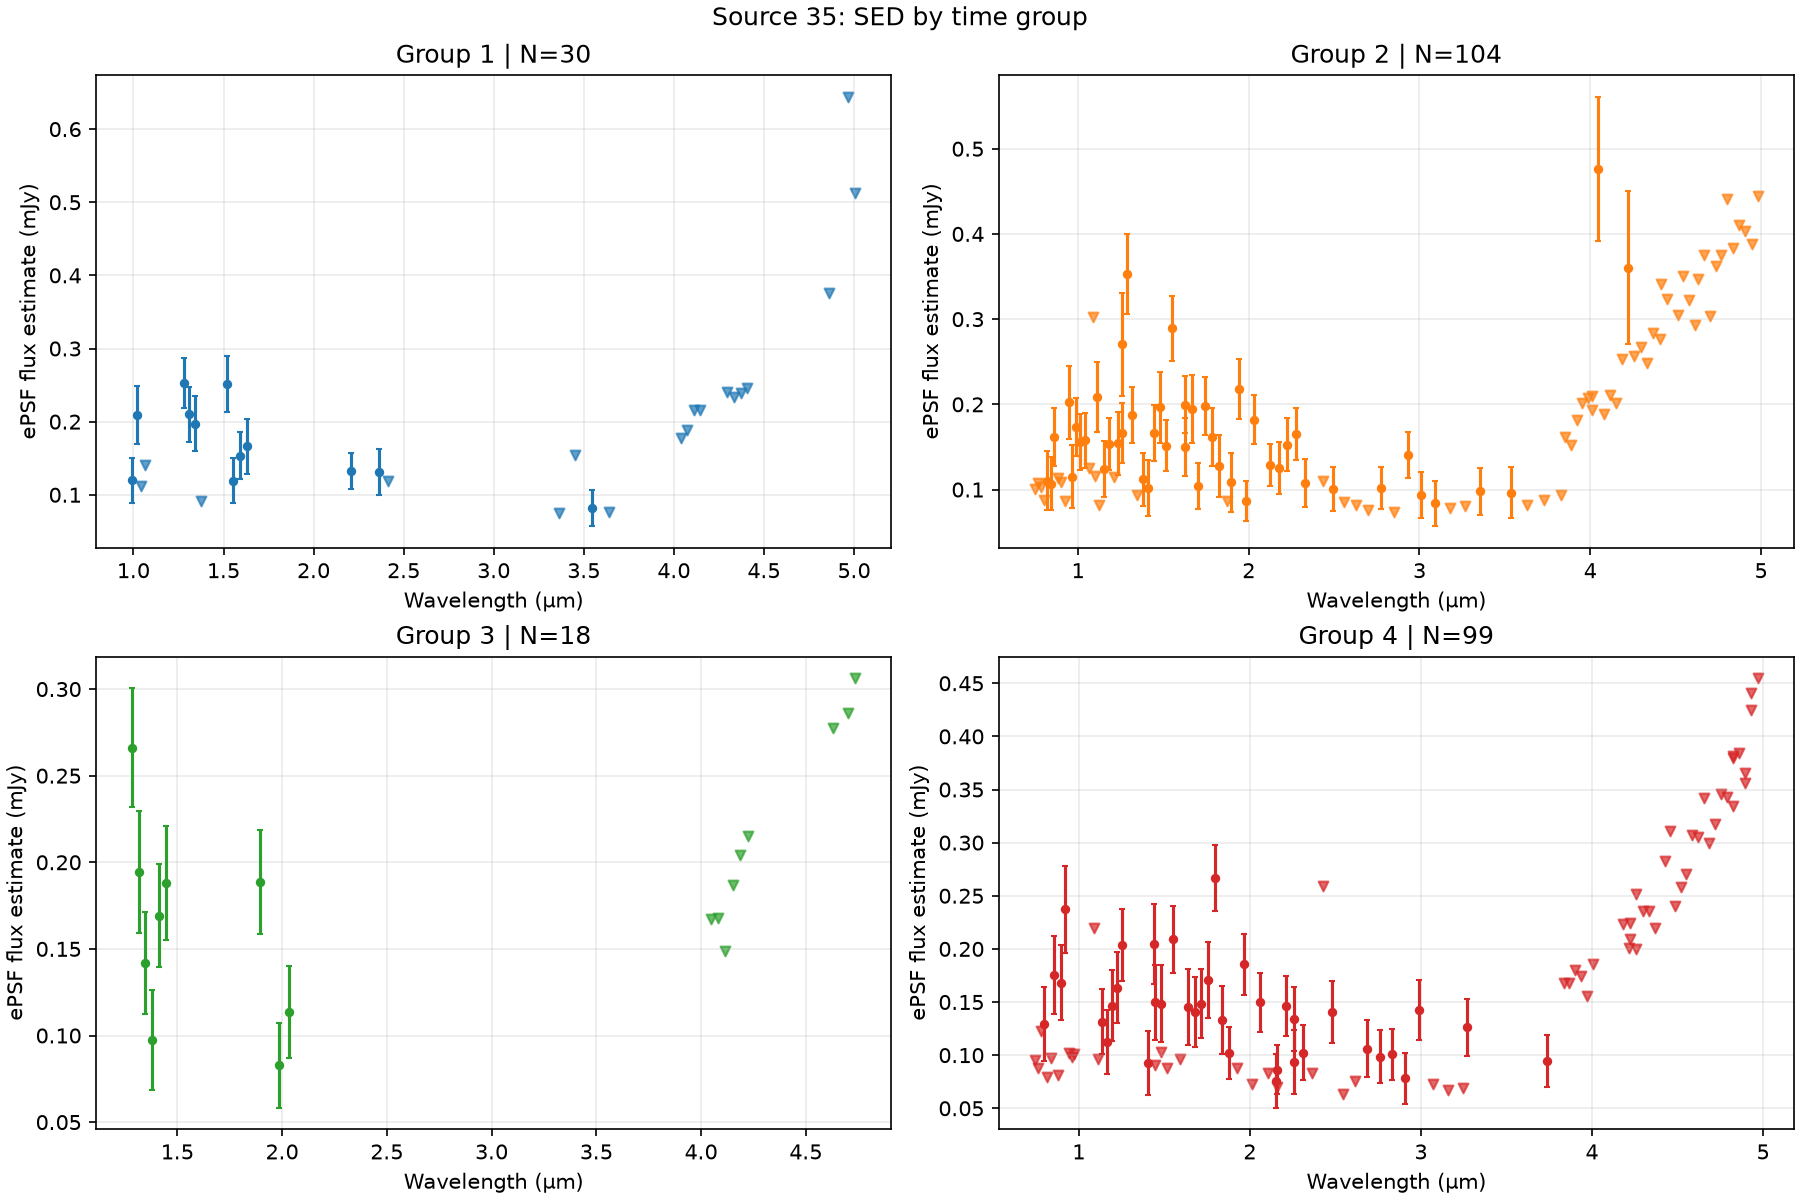 Source 35: SED by time group
Group 1 | N=30
ePSF flux estimate (mJy)
0.6
0.5
0.4
0.3
0.2
0.1
1.0 1.5 2.0 2.5 3.0 3.5 4.0 4.5 5.0
Wavelength (µm)
Group 2 | N=104
ePSF flux estimate (mJy)
0.5
0.4
0.3
0.2
0.1
1 2 3 4 5
Wavelength (µm)
Group 3 | N=18
ePSF flux estimate (mJy)
0.30
0.25
0.20
0.15
0.10
0.05
1.5 2.0 2.5 3.0 3.5 4.0 4.5
Wavelength (µm)
Group 4 | N=99
ePSF flux estimate (mJy)
0.45
0.40
0.35
0.30
0.25
0.20
0.15
0.10
0.05
1 2 3 4 5
Wavelength (µm)